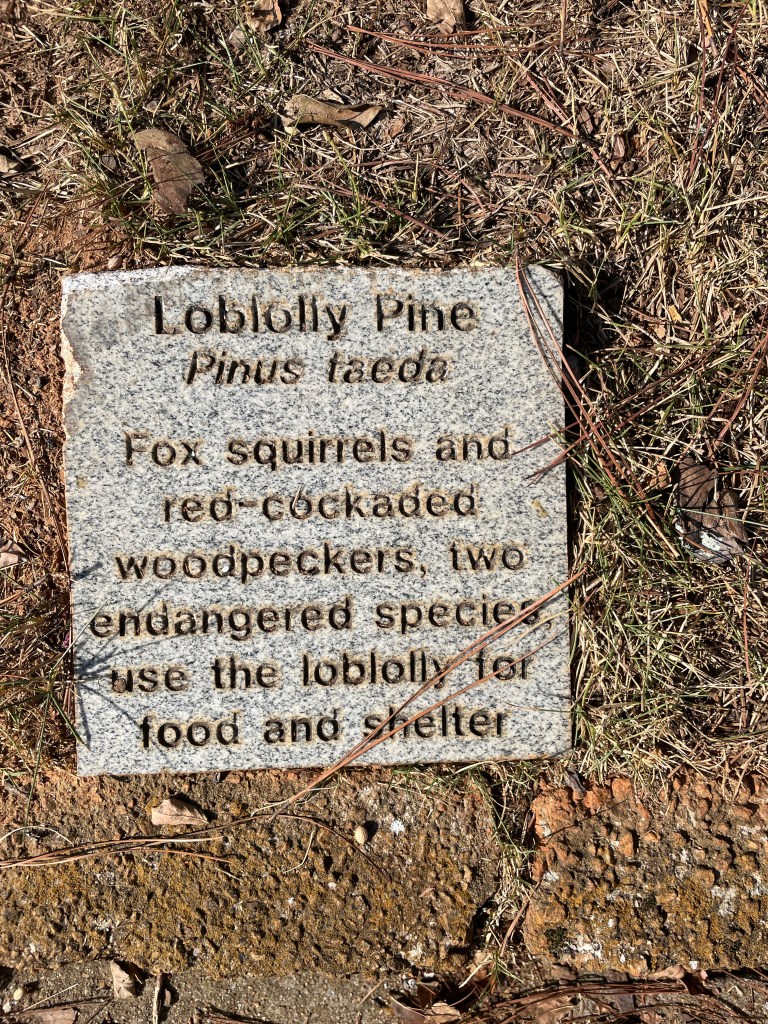 Loblolly Pine
Pinus taeda
Fox squirrels and
red-cockaded
woodpeckers, two
endangered species,
use the loblolly for
food and shelter